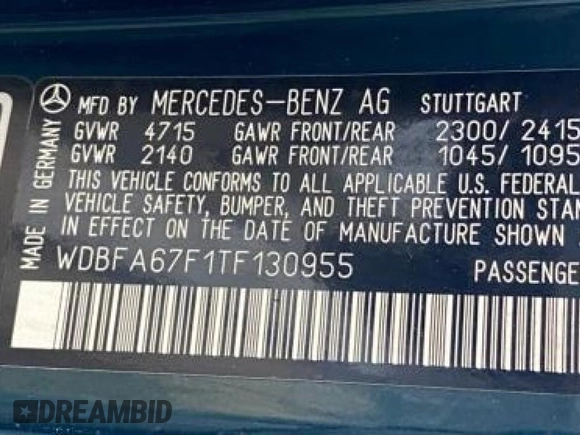 MFD BY MERCEDES-BENZ AG STUTTGART
GVWR 4715 GAWR FRONT/REAR 2300/2415
GVWR 2140 GAWR FRONT/REAR 1045/1095
THIS VEHICLE CONFORMS TO ALL APPLICABLE U.S. FEDERAL
VEHICLE SAFETY, BUMPER, AND THEFT PREVENTION STAN
IN EFFECT ON THE DATE OF MANUFACTURE SHOWN
WDBFA67F1TF130955 PASSENGE
MADE IN GERMANY
DREAMBID